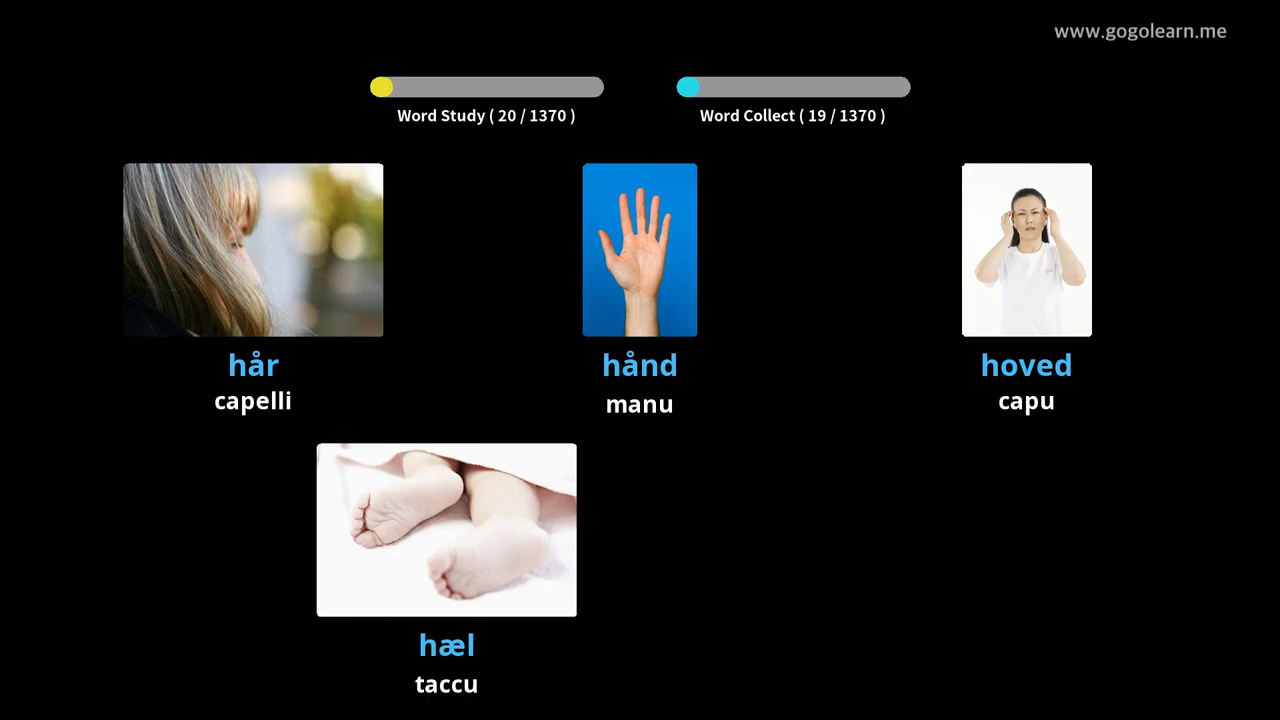 www.gogolearn.me
Word Study ( 20 / 1370 )
Word Collect ( 19 / 1370 )
hår
capelli
hånd
manu
hoved
capu
hæl
taccu